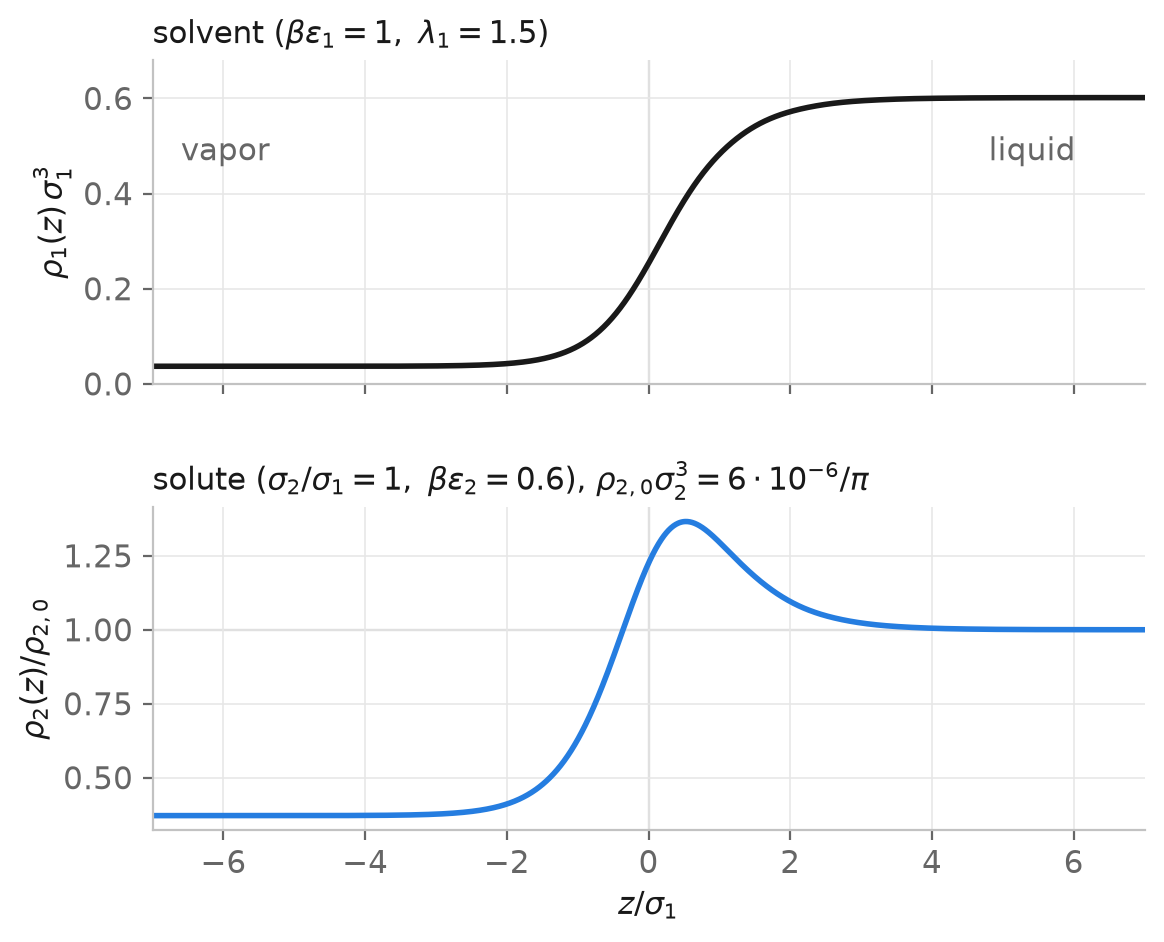 solvent (βε₁ = 1, λ₁ = 1.5)
ρ₁(z) σ₁³
0.6
0.4
0.2
0.0
vapor
liquid
solute (σ₂/σ₁ = 1, βε₂ = 0.6), ρ₂,₀σ₂³ = 6 · 10⁻⁶/π
ρ₂(z)/ρ₂,₀
1.25
1.00
0.75
0.50
−6 −4 −2 0 2 4 6
z/σ₁